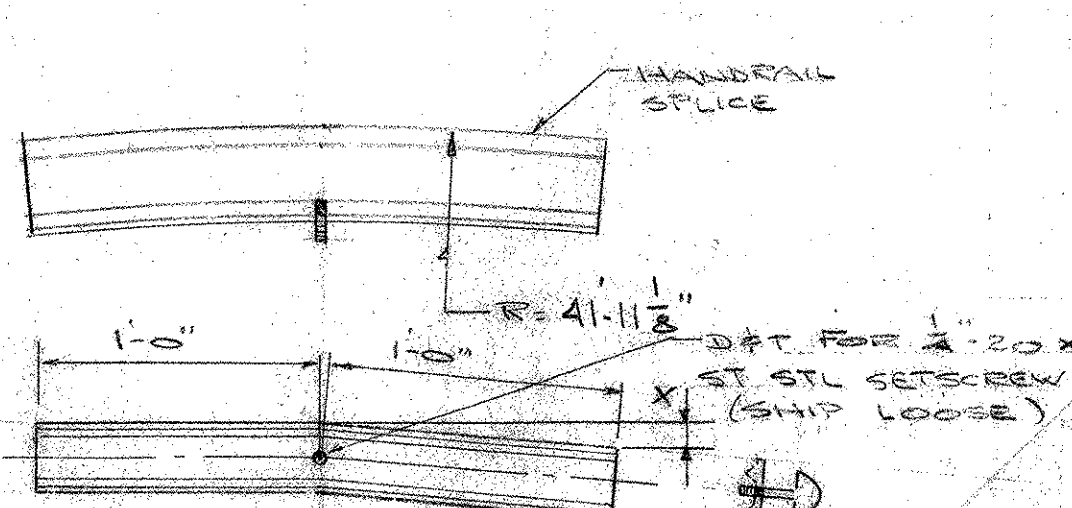 HANDRAIL
SPLICE
R= 41'-11 1/8"
1'-0"
1'-0"
D&T FOR 1/4"-20 x
ST STL SETSCREW
(SHIP LOOSE)
X